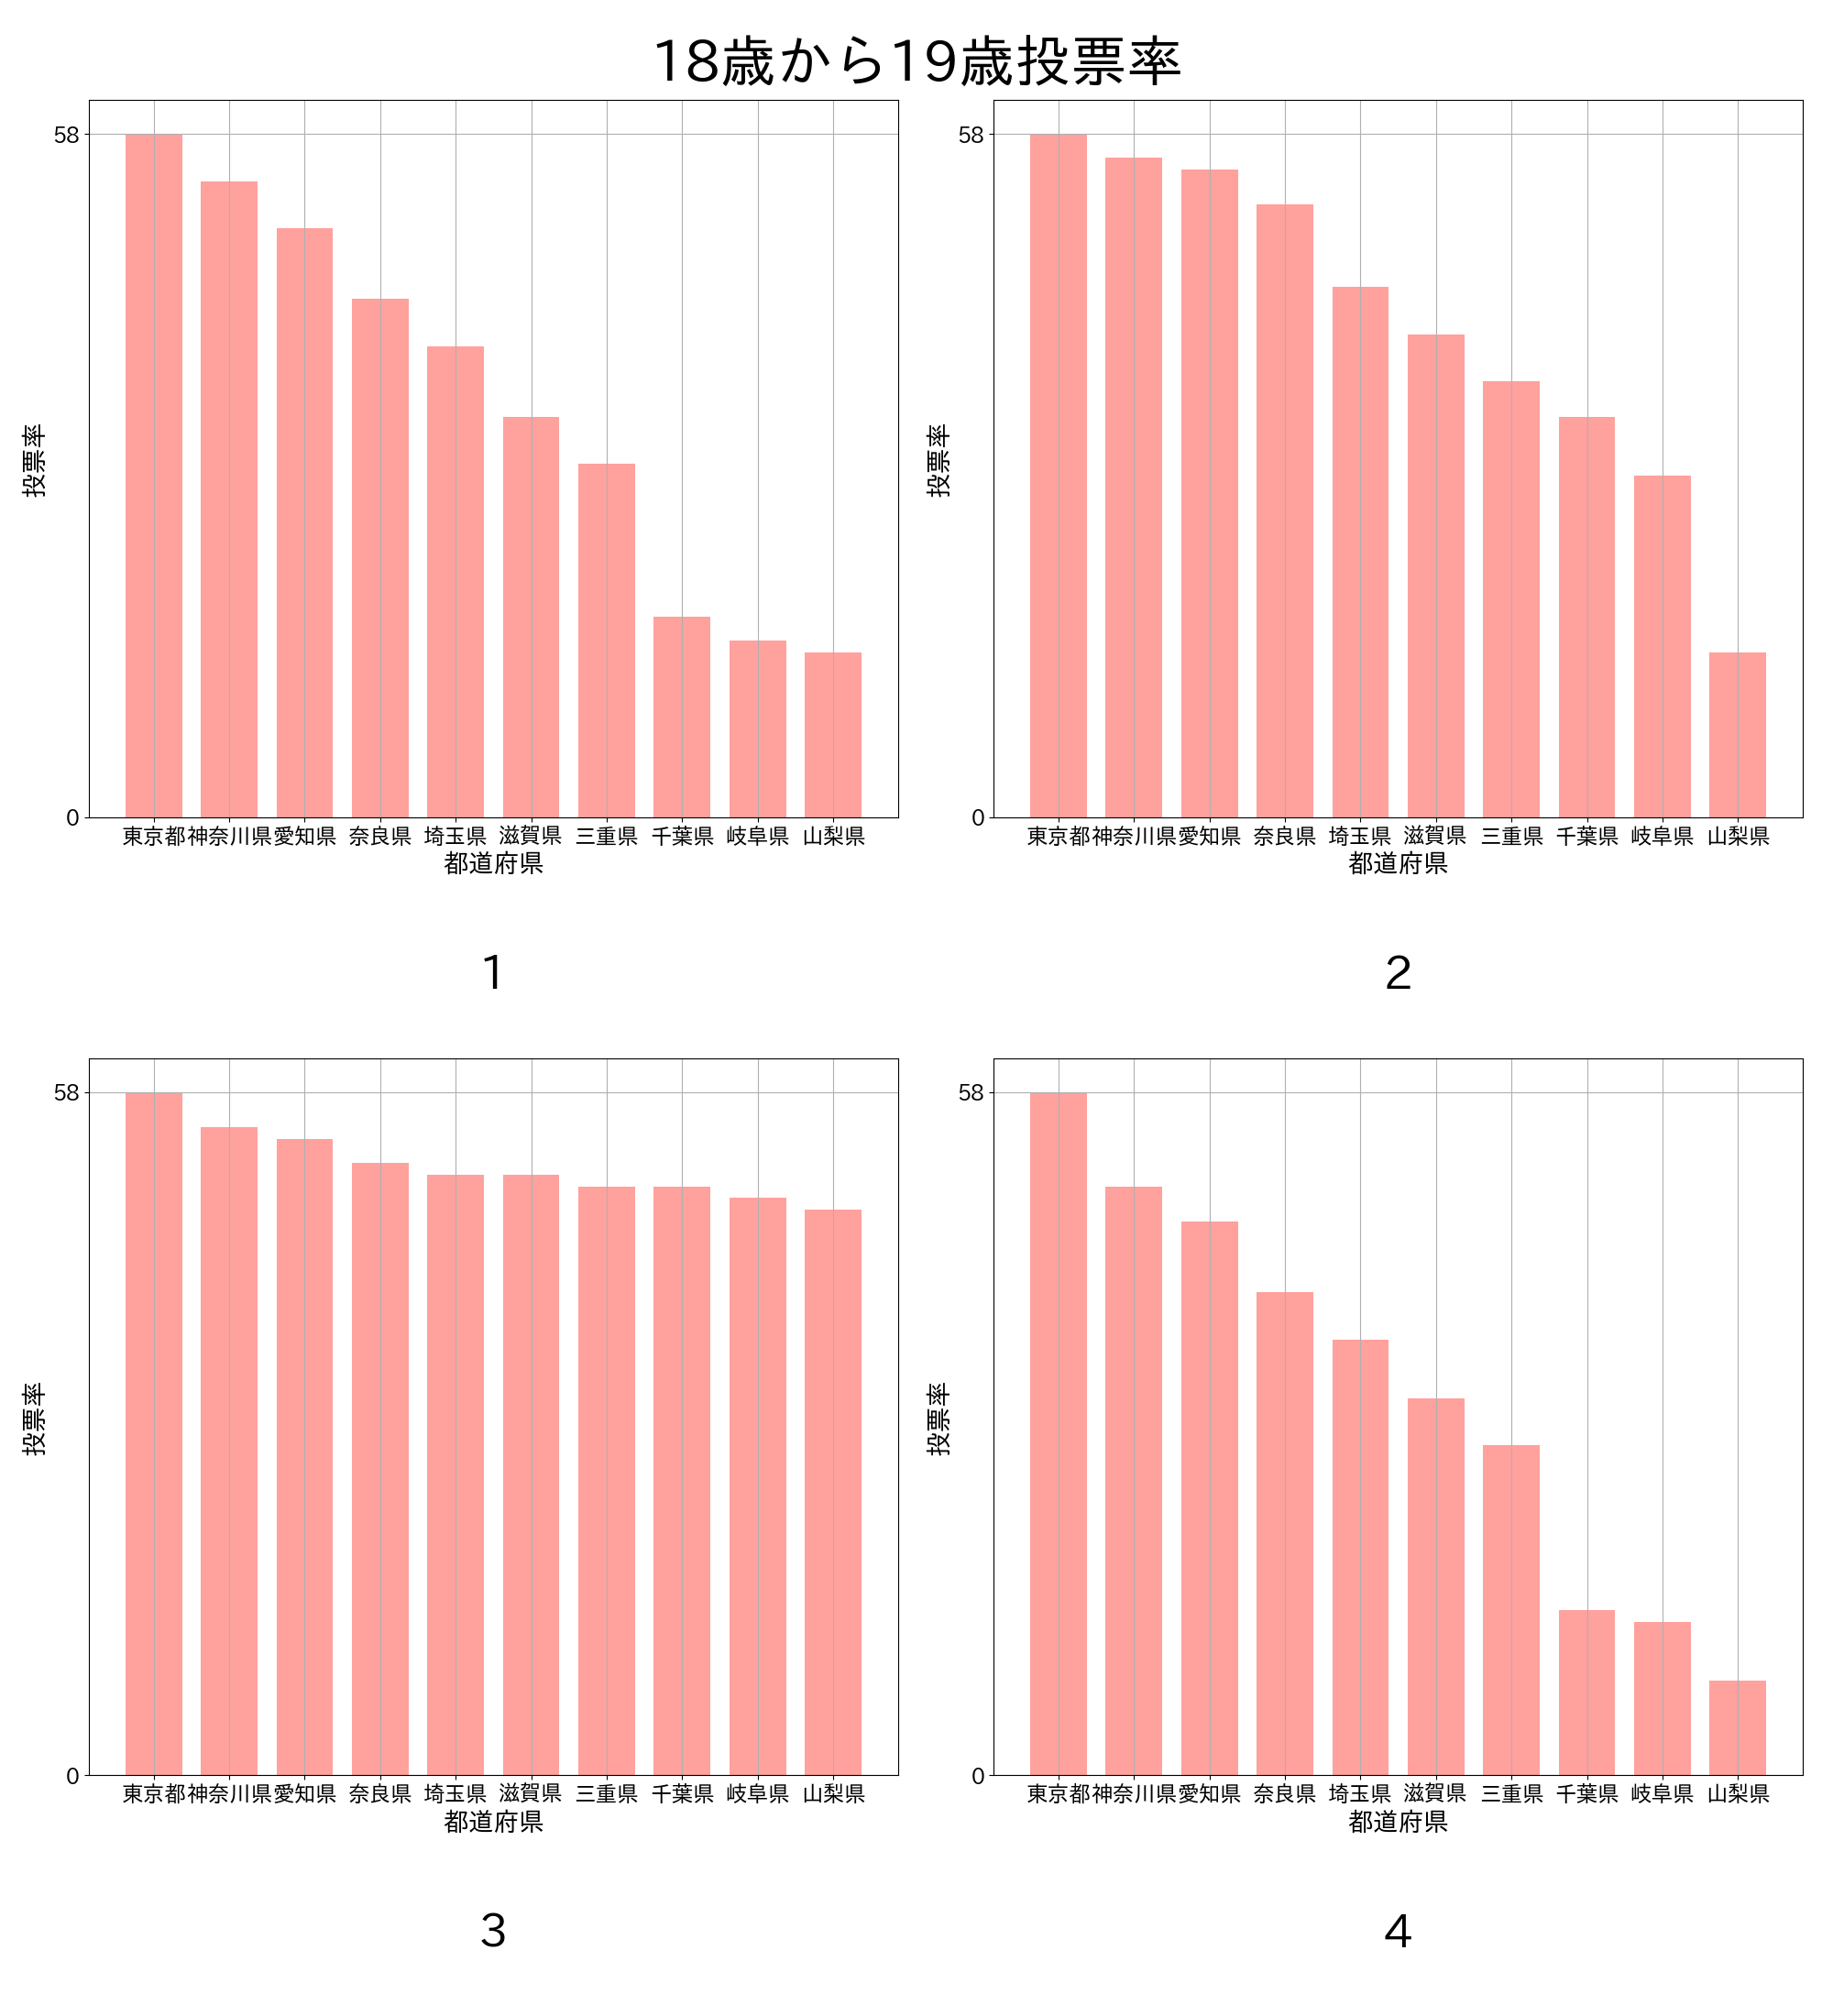 18歳から19歳投票率
58
0
投票率
東京都 神奈川県 愛知県 奈良県 埼玉県 滋賀県 三重県 千葉県 岐阜県 山梨県
都道府県
1
58
0
投票率
東京都 神奈川県 愛知県 奈良県 埼玉県 滋賀県 三重県 千葉県 岐阜県 山梨県
都道府県
2
58
0
投票率
東京都 神奈川県 愛知県 奈良県 埼玉県 滋賀県 三重県 千葉県 岐阜県 山梨県
都道府県
3
58
0
投票率
東京都 神奈川県 愛知県 奈良県 埼玉県 滋賀県 三重県 千葉県 岐阜県 山梨県
都道府県
4